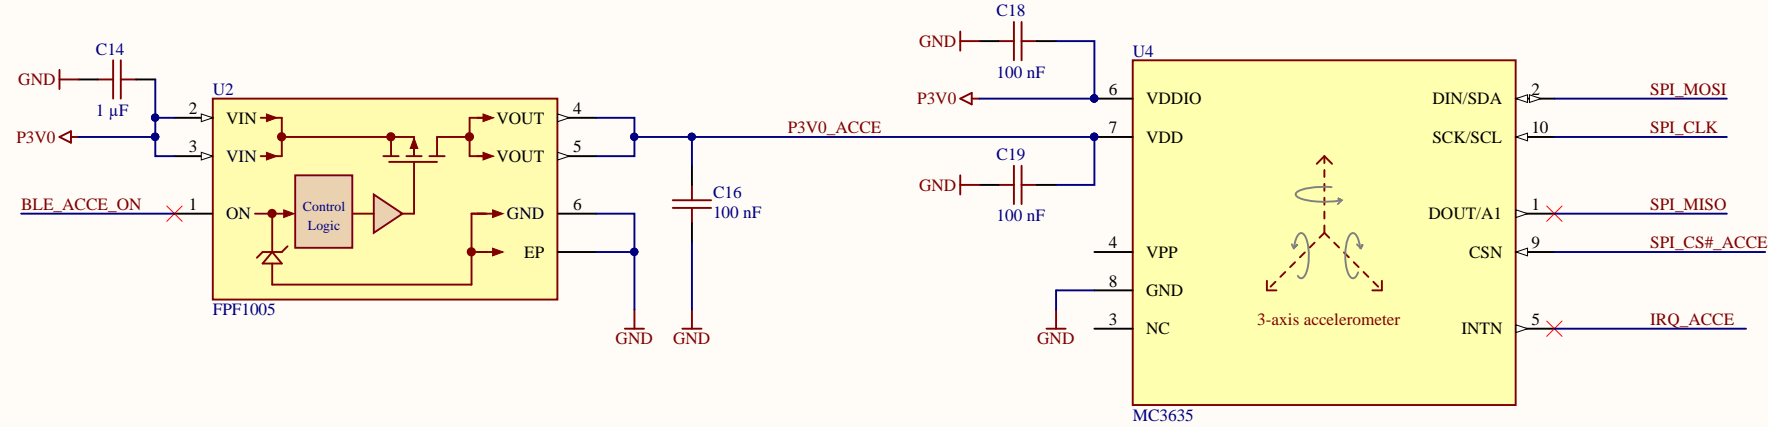 C18
GND
100 nF
U4
C14
GND
1 µF
U2
P3V0
6
VDDIO
DIN/SDA
2
SPI_MOSI
2
VIN
VOUT
4
P3V0
P3V0_ACCE
7
VDD
SCK/SCL
10
SPI_CLK
3
VIN
VOUT
5
C19
GND
100 nF
C16
100 nF
BLE_ACCE_ON
1
ON
Control
Logic
GND
6
DOUT/A1
1
SPI_MISO
EP
4
VPP
CSN
9
SPI_CS#_ACCE
8
GND
FPF1005
3-axis accelerometer
GND
GND
GND
3
NC
INTN
5
IRQ_ACCE
MC3635